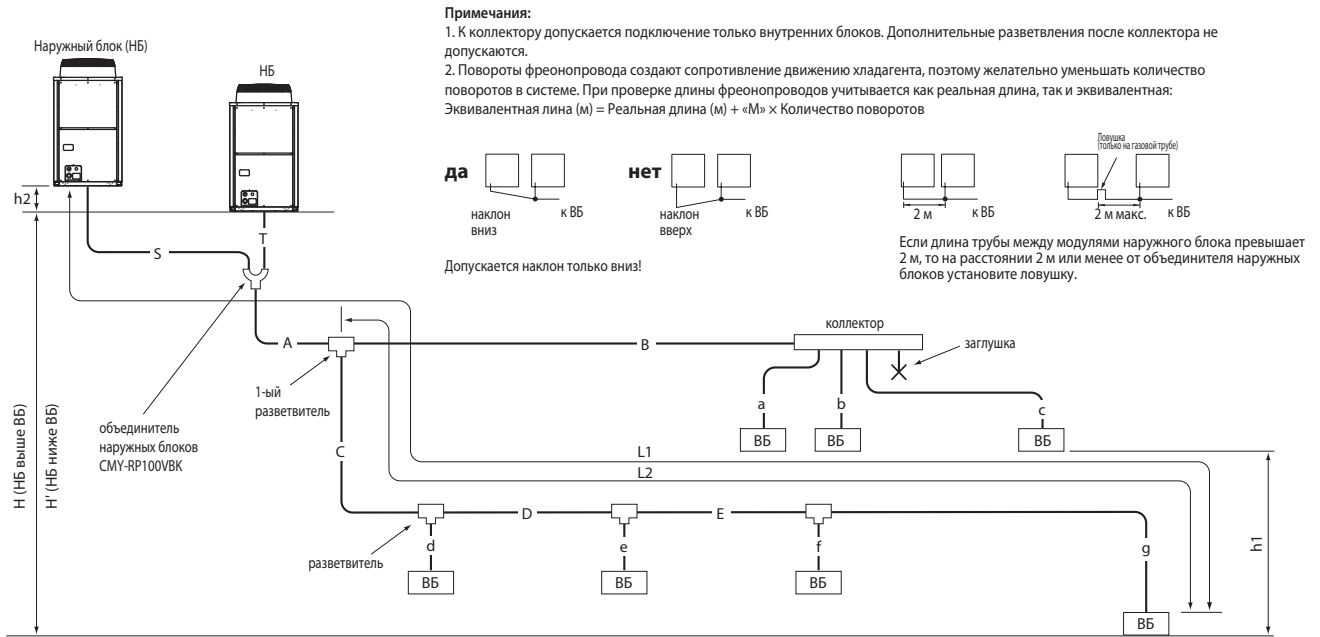 Примечания:
1. К коллектору допускается подключение только внутренних блоков. Дополнительные разветвления после коллектора не
допускаются.
2. Повороты фреонопровода создают сопротивление движению хладагента, поэтому желательно уменьшать количество
поворотов в системе. При проверке длины фреонопроводов учитывается как реальная длина, так и эквивалентная:
Эквивалентная лина (м) = Реальная длина (м) + «М» × Количество поворотов
Наружный блок (НБ)
НБ
да
наклон
вниз
к ВБ
нет
наклон
вверх
к ВБ
2 м
к ВБ
Ловушка
(только на газовой трубе)
2 м макс.
к ВБ
Допускается наклон только вниз!
Если длина трубы между модулями наружного блока превышает
2 м, то на расстоянии 2 м или менее от объединителя наружных
блоков установите ловушку.
h2
S
T
A
B
коллектор
заглушка
1-ый
разветвитель
объединитель
наружных блоков
CMY-RP100VBK
H (НБ выше ВБ)
H' (НБ ниже ВБ)
C
a
b
c
ВБ
ВБ
ВБ
L1
L2
D
E
d
e
f
g
h1
разветвитель
ВБ
ВБ
ВБ
ВБ